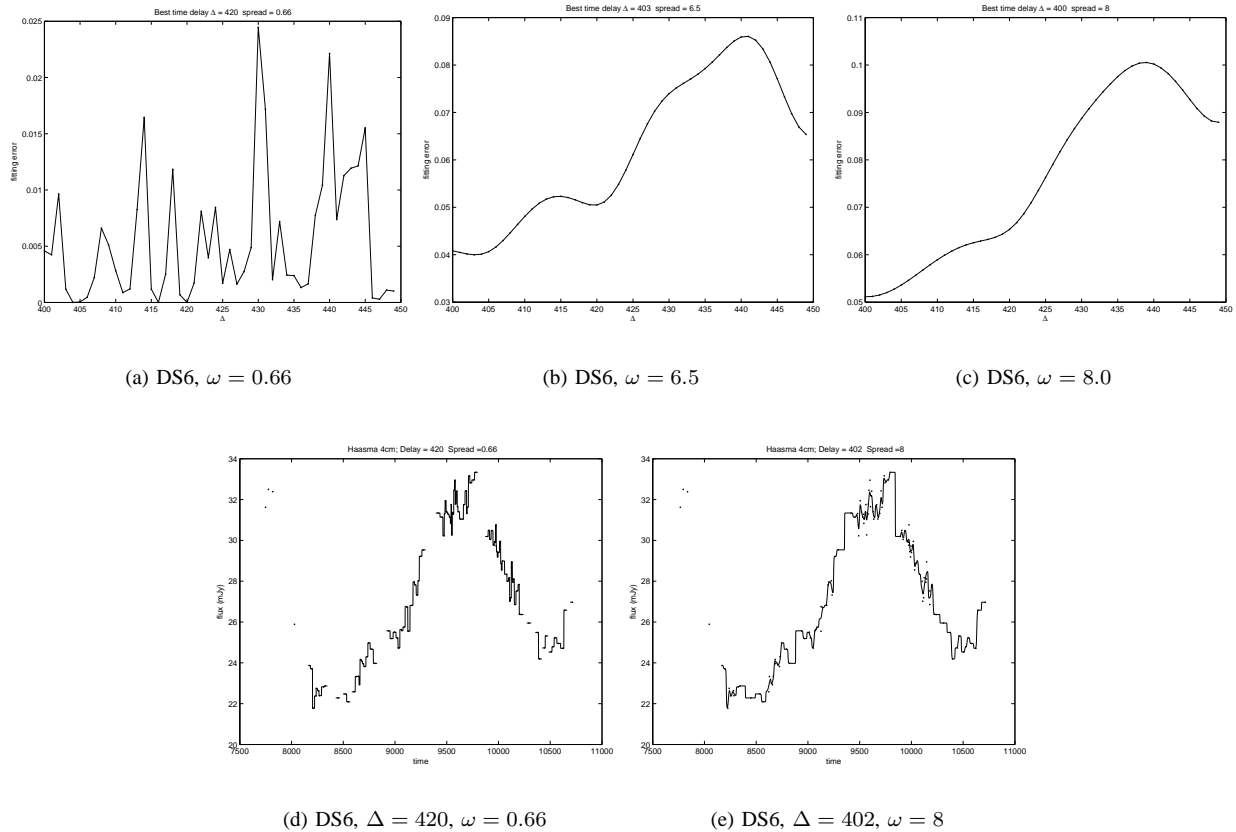 Best time delay Δ = 420 spread = 0.66
0.025
0.02
0.015
0.01
0.005
0
fitting error
400 405 410 415 420 425 430 435 440 445 450
Δ
(a) DS6, ω = 0.66
Best time delay Δ = 403 spread = 6.5
0.09
0.08
0.07
0.06
0.05
0.04
0.03
fitting error
400 405 410 415 420 425 430 435 440 445 450
Δ
(b) DS6, ω = 6.5
Best time delay Δ = 400 spread = 8
0.11
0.1
0.09
0.08
0.07
0.06
0.05
fitting error
400 405 410 415 420 425 430 435 440 445 450
Δ
(c) DS6, ω = 8.0
Haasma 4cm; Delay = 420 Spread =0.66
34
32
30
28
26
24
22
20
flux (mJy)
7500 8000 8500 9000 9500 10000 10500 11000
time
(d) DS6, Δ = 420, ω = 0.66
Haasma 4cm; Delay = 402 Spread =8
34
32
30
28
26
24
22
20
flux (mJy)
7500 8000 8500 9000 9500 10000 10500 11000
time
(e) DS6, Δ = 402, ω = 8